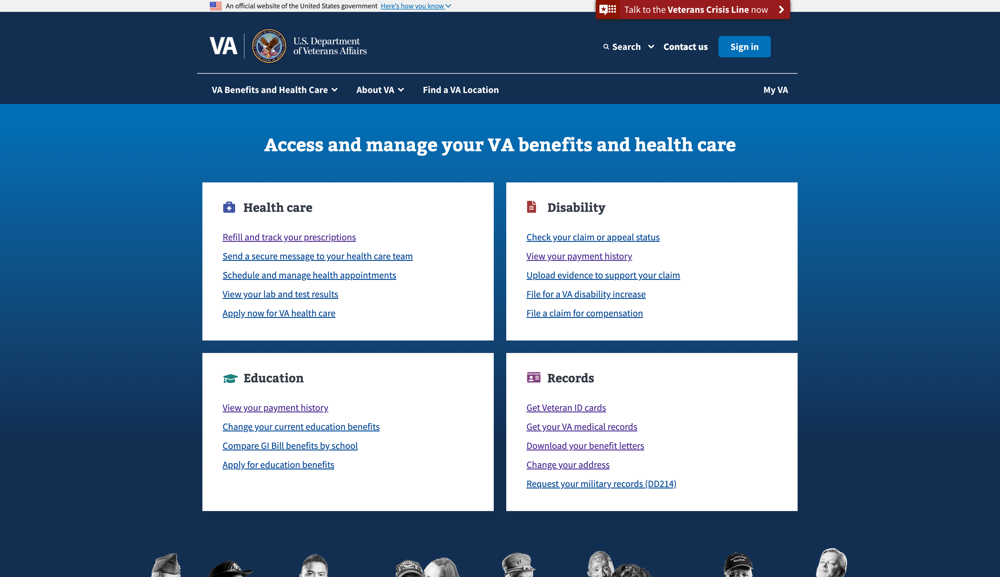 An official website of the United States government Here’s how you know
Talk to the Veterans Crisis Line now
VA
U.S. Department
of Veterans Affairs
Search
Contact us
Sign in
VA Benefits and Health Care
About VA
Find a VA Location
My VA
Access and manage your VA benefits and health care
Health care
Refill and track your prescriptions
Send a secure message to your health care team
Schedule and manage health appointments
View your lab and test results
Apply now for VA health care
Disability
Check your claim or appeal status
View your payment history
Upload evidence to support your claim
File for a VA disability increase
File a claim for compensation
Education
View your payment history
Change your current education benefits
Compare GI Bill benefits by school
Apply for education benefits
Records
Get Veteran ID cards
Get your VA medical records
Download your benefit letters
Change your address
Request your military records (DD214)
SPECTRE
Montford Point
Marine